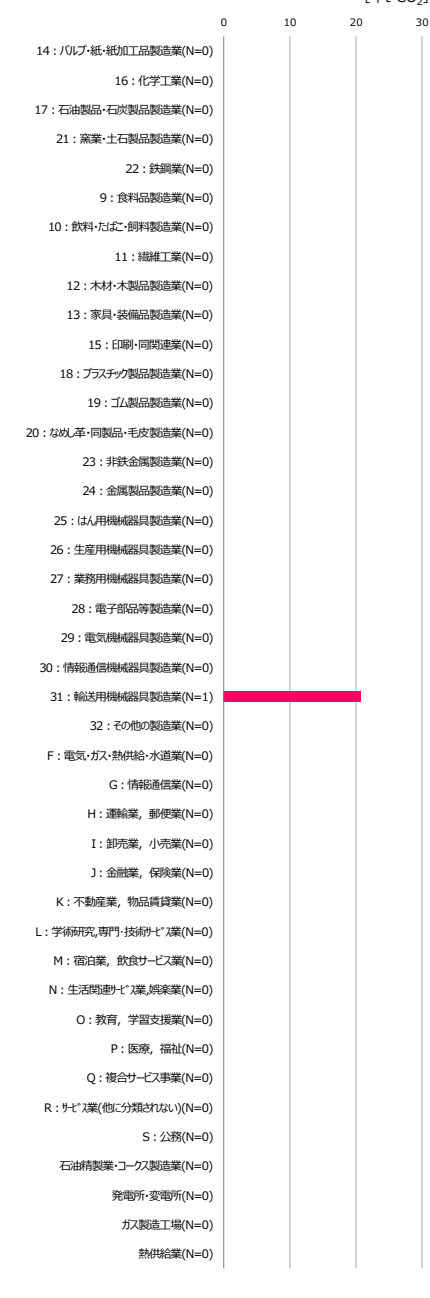 [千t-CO2]
0 10 20 30
14：パルプ・紙・紙加工品製造業(N=0)
16：化学工業(N=0)
17：石油製品・石炭製品製造業(N=0)
21：窯業・土石製品製造業(N=0)
22：鉄鋼業(N=0)
9：食料品製造業(N=0)
10：飲料・たばこ・飼料製造業(N=0)
11：繊維工業(N=0)
12：木材・木製品製造業(N=0)
13：家具・装備品製造業(N=0)
15：印刷・同関連業(N=0)
18：プラスチック製品製造業(N=0)
19：ゴム製品製造業(N=0)
20：なめし革・同製品・毛皮製造業(N=0)
23：非鉄金属製造業(N=0)
24：金属製品製造業(N=0)
25：はん用機械器具製造業(N=0)
26：生産用機械器具製造業(N=0)
27：業務用機械器具製造業(N=0)
28：電子部品等製造業(N=0)
29：電気機械器具製造業(N=0)
30：情報通信機械器具製造業(N=0)
31：輸送用機械器具製造業(N=1)
32：その他の製造業(N=0)
F：電気・ガス・熱供給・水道業(N=0)
G：情報通信業(N=0)
H：運輸業，郵便業(N=0)
I：卸売業，小売業(N=0)
J：金融業，保険業(N=0)
K：不動産業，物品賃貸業(N=0)
L：学術研究,専門・技術ｻｰﾋﾞｽ業(N=0)
M：宿泊業，飲食サービス業(N=0)
N：生活関連ｻｰﾋﾞｽ業,娯楽業(N=0)
O：教育，学習支援業(N=0)
P：医療，福祉(N=0)
Q：複合サービス事業(N=0)
R：ｻｰﾋﾞｽ業(他に分類されない)(N=0)
S：公務(N=0)
石油精製業・コークス製造業(N=0)
発電所・変電所(N=0)
ガス製造工場(N=0)
熱供給業(N=0)